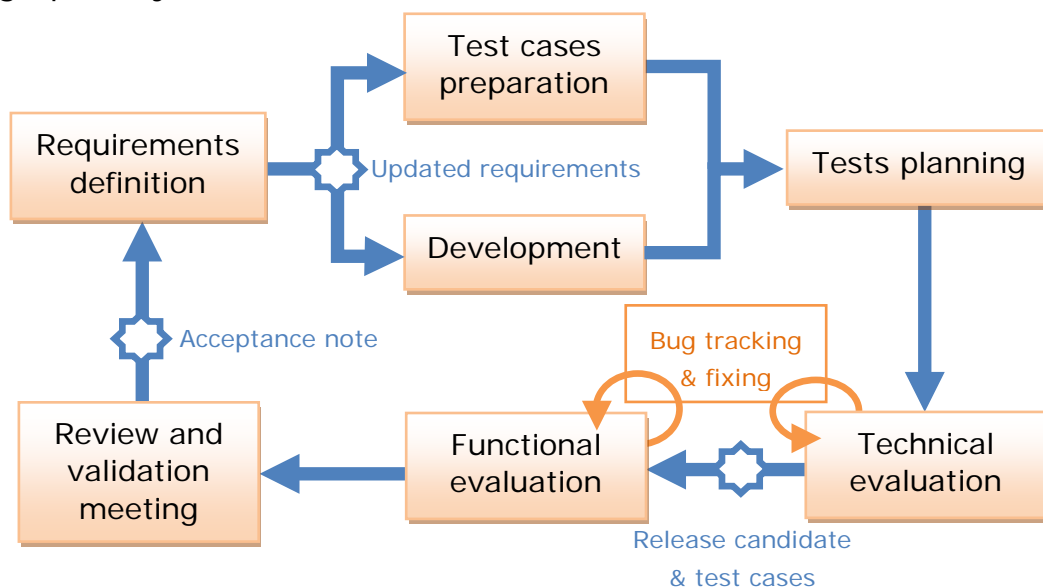 Test cases
preparation
Requirements
definition
Updated requirements
Tests planning
Development
Acceptance note
Bug tracking
& fixing
Review and
validation
meeting
Functional
evaluation
Technical
evaluation
Release candidate
& test cases